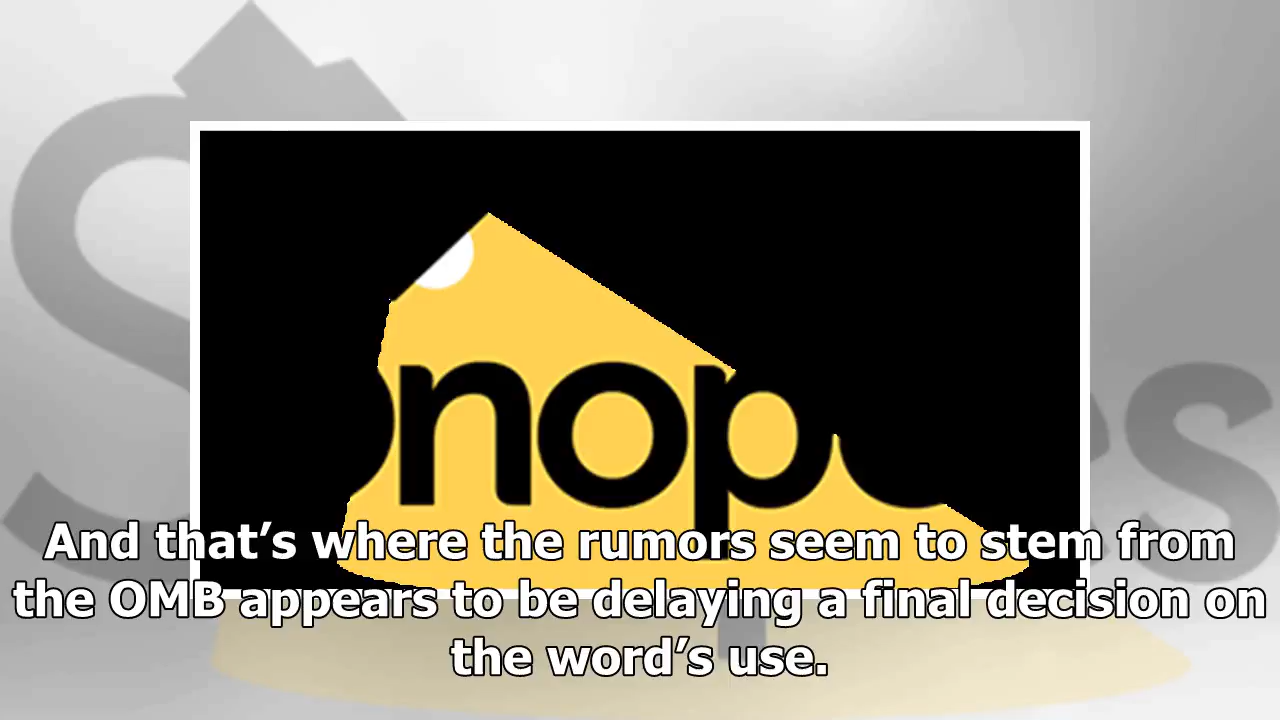 nop
And that’s where the rumors seem to stem from
the OMB appears to be delaying a final decision on
the word’s use.